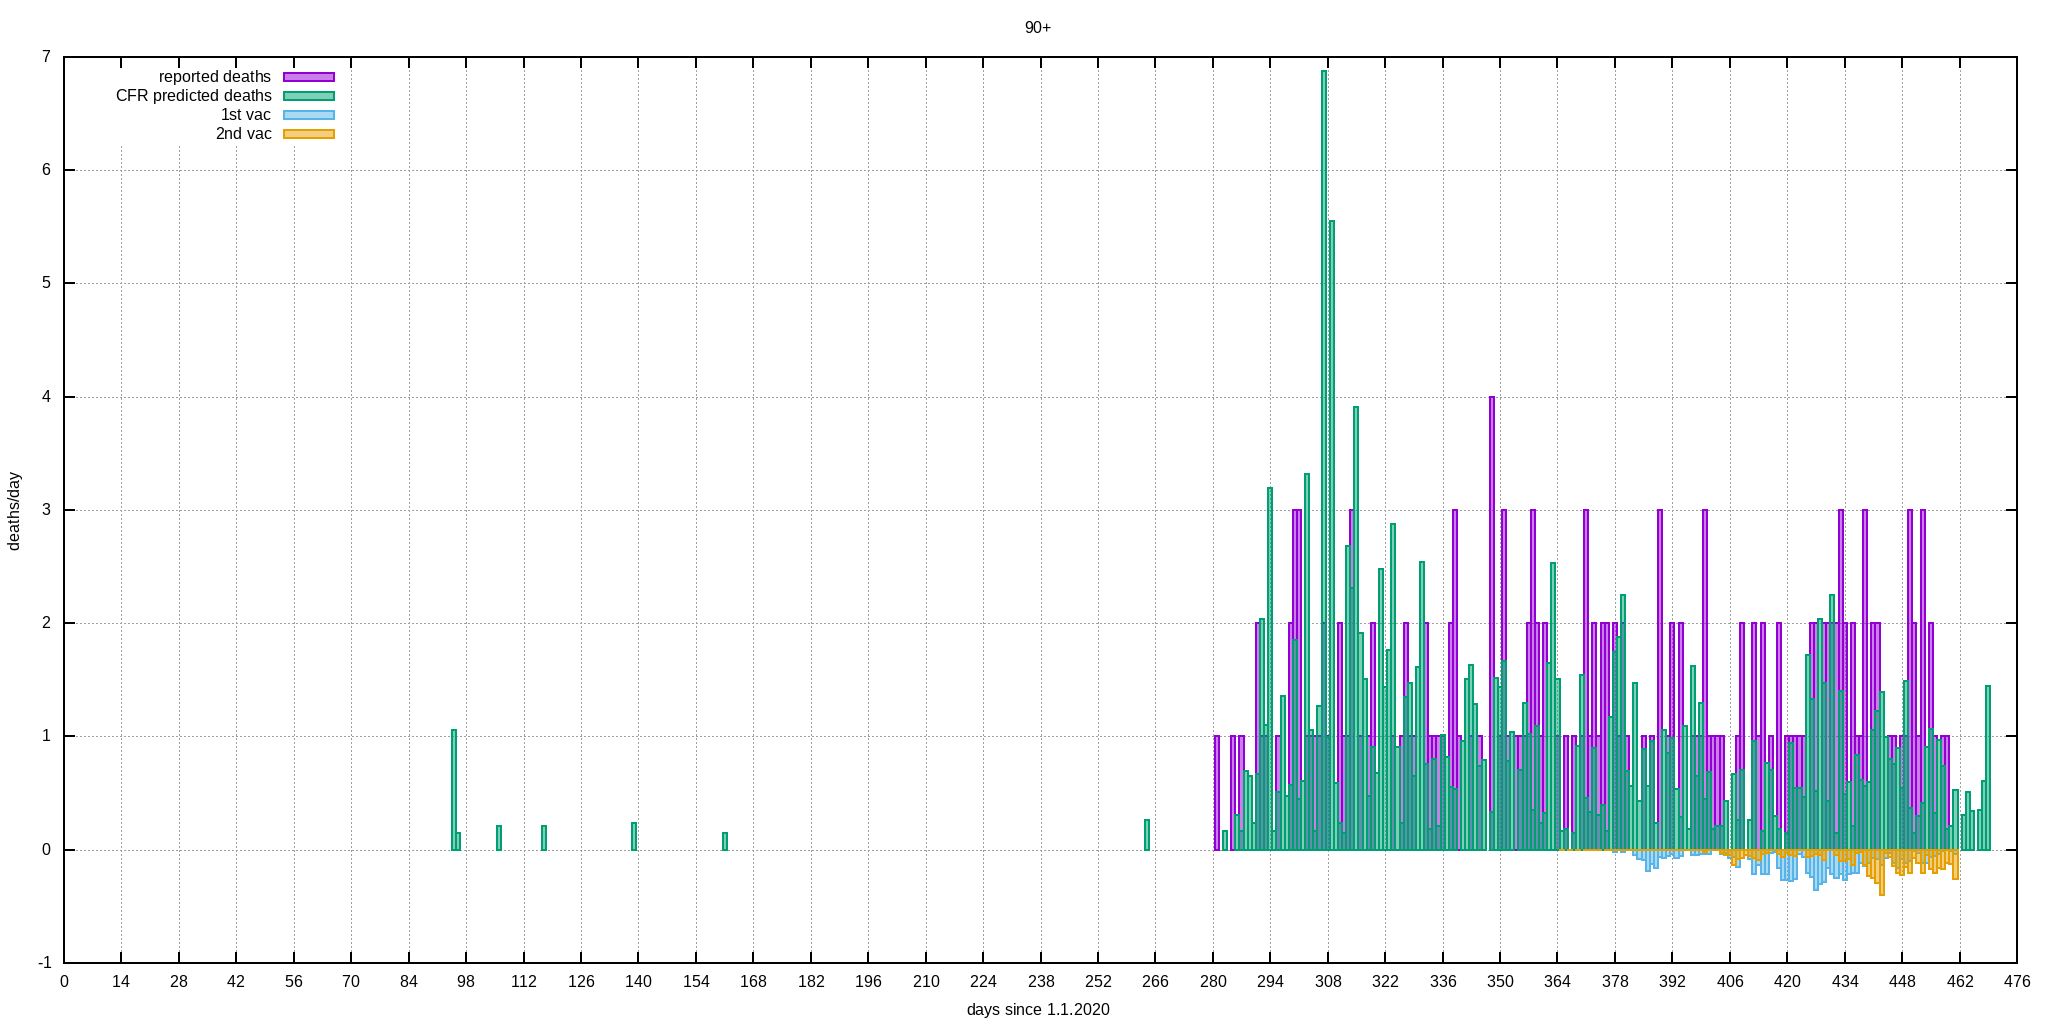 90+
7
reported deaths
CFR predicted deaths
1st vac
2nd vac
6
5
4
3
2
1
0
-1
deaths/day
0 14 28 42 56 70 84 98 112 126 140 154 168 182 196 210 224 238 252 266 280 294 308 322 336 350 364 378 392 406 420 434 448 462 476
days since 1.1.2020